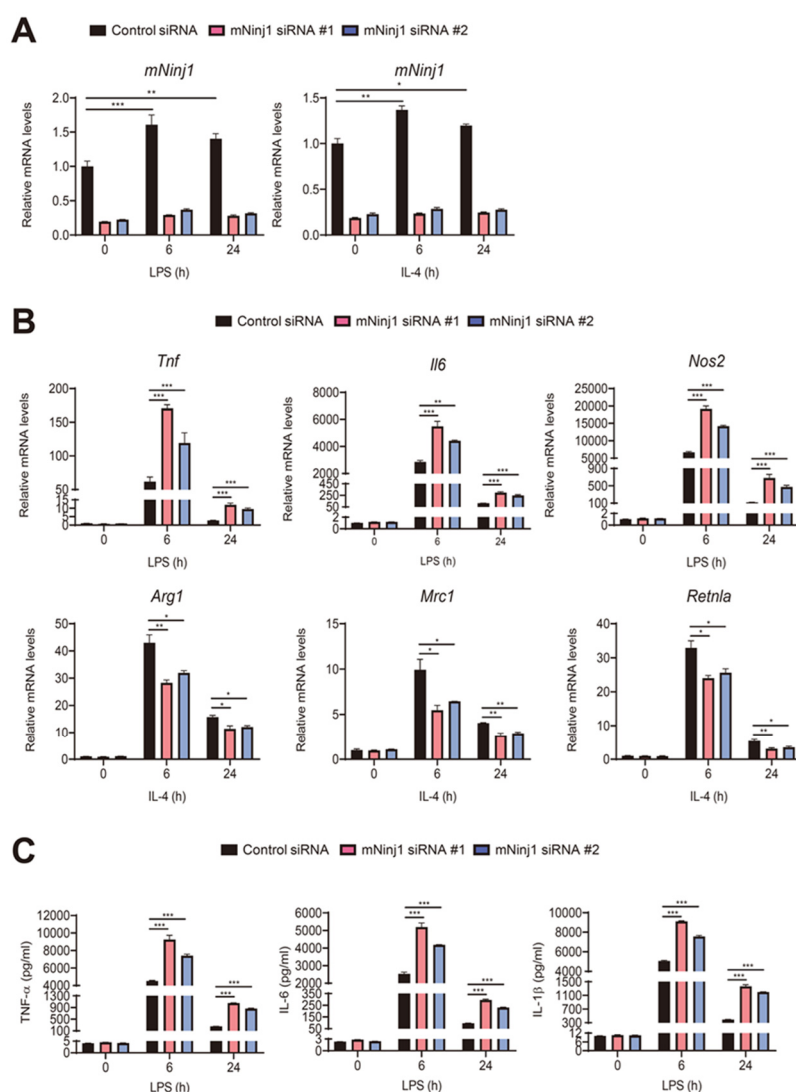 A
Control siRNA mNinj1 siRNA #1 mNinj1 siRNA #2
mNinj1
Relative mRNA levels
2.0
1.5
1.0
0.5
0.0
**
***
0 6 24
LPS (h)
mNinj1
Relative mRNA levels
1.5
1.0
0.5
0.0
*
**
0 6 24
IL-4 (h)
B
Control siRNA mNinj1 siRNA #1 mNinj1 siRNA #2
Tnf
Relative mRNA levels
200
150
100
50
15
10
5
0
***
***
***
***
0 6 24
LPS (h)
Il6
Relative mRNA levels
8000
6000
4000
2000
450
250
50
2
0
**
***
***
***
0 6 24
LPS (h)
Nos2
Relative mRNA levels
25000
20000
15000
10000
5000
900
500
100
2
0
***
***
***
***
0 6 24
LPS (h)
Arg1
Relative mRNA levels
50
40
30
20
10
0
*
**
*
*
0 6 24
IL-4 (h)
Mrc1
Relative mRNA levels
15
10
5
0
*
*
**
**
0 6 24
IL-4 (h)
Retnla
Relative mRNA levels
40
30
20
10
0
*
*
*
**
0 6 24
IL-4 (h)
C
Control siRNA mNinj1 siRNA #1 mNinj1 siRNA #2
TNF-α (pg/ml)
12000
10000
8000
6000
4000
1300
900
500
100
5
0
***
***
***
***
0 6 24
LPS (h)
IL-6 (pg/ml)
6000
5000
4000
3000
2000
350
250
150
50
3
0
***
***
***
***
0 6 24
LPS (h)
IL-1β (pg/ml)
10000
8000
6000
4000
1500
1100
700
300
12
8
4
0
***
***
***
***
0 6 24
LPS (h)